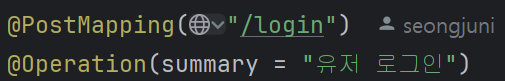 @PostMapping("/login") seongjuni
@Operation(summary = "유저 로그인")